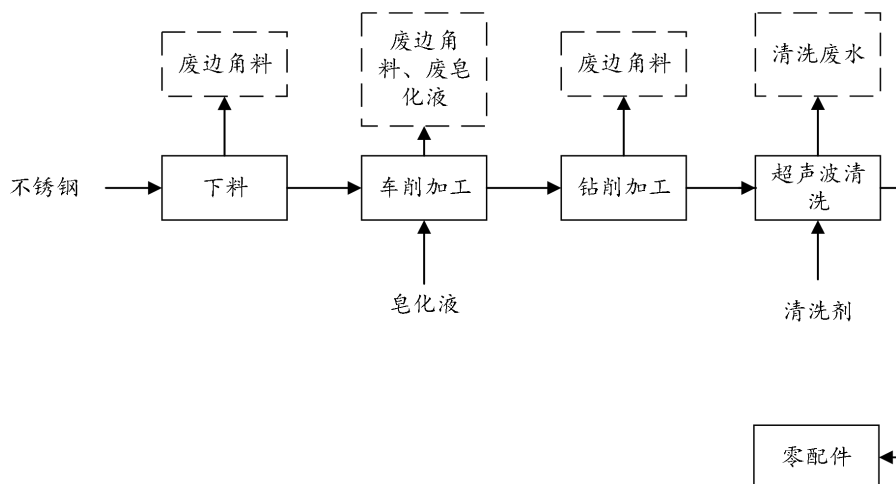 废边角料
废边角
料、废皂
化液
废边角料
清洗废水
不锈钢
下料
车削加工
钻削加工
超声波清
洗
皂化液
清洗剂
零配件